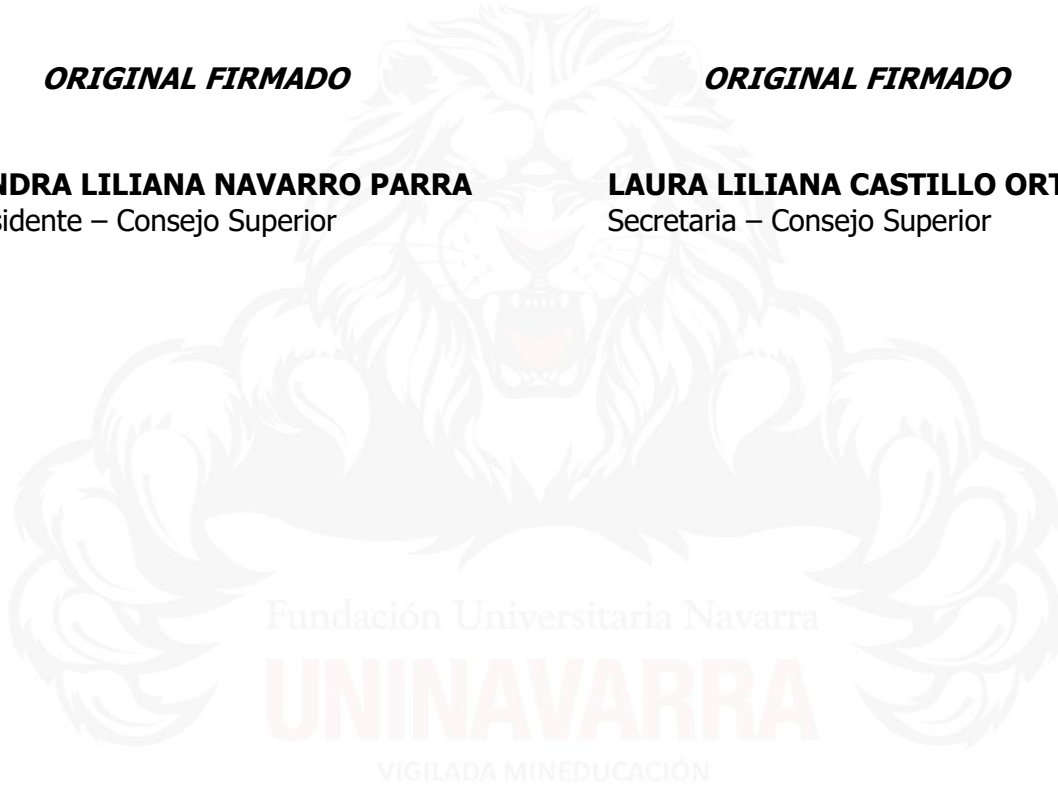 ORIGINAL FIRMADO
ORIGINAL FIRMADO
NDRA LILIANA NAVARRO PARRA
LAURA LILIANA CASTILLO ORT
sidente – Consejo Superior
Secretaria – Consejo Superior
Fundación Universitaria Navarra
UNINAVARRA
VIGILADA MINEDUCACIÓN